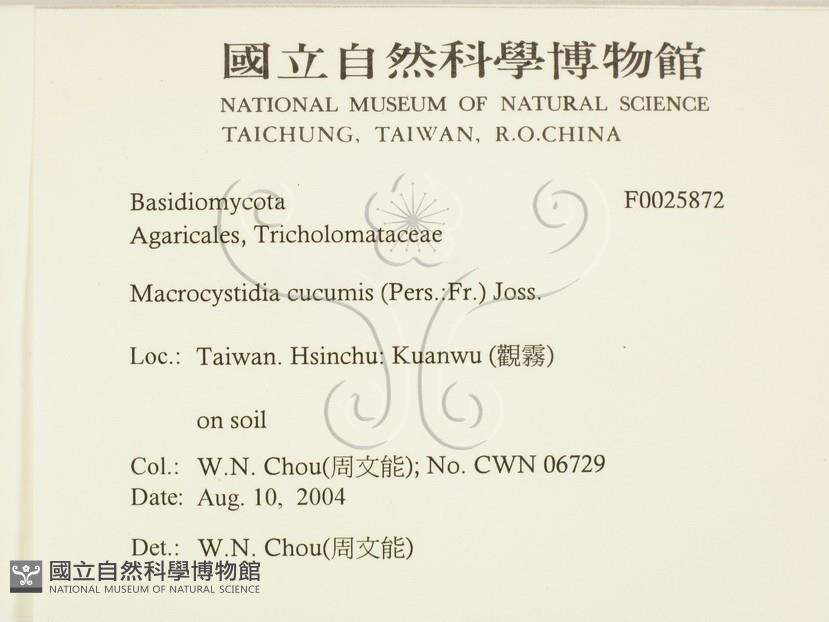 國立自然科學博物館
NATIONAL MUSEUM OF NATURAL SCIENCE
TAICHUNG, TAIWAN, R.O.CHINA
Basidiomycota F0025872
Agaricales, Tricholomataceae
Macrocystidia cucumis (Pers.:Fr.) Joss.
Loc.: Taiwan. Hsinchu: Kuanwu (觀霧)
on soil
Col.: W.N. Chou(周文能); No. CWN 06729
Date: Aug. 10, 2004
Det.: W.N. Chou(周文能)
國立自然科學博物館
NATIONAL MUSEUM OF NATURAL SCIENCE